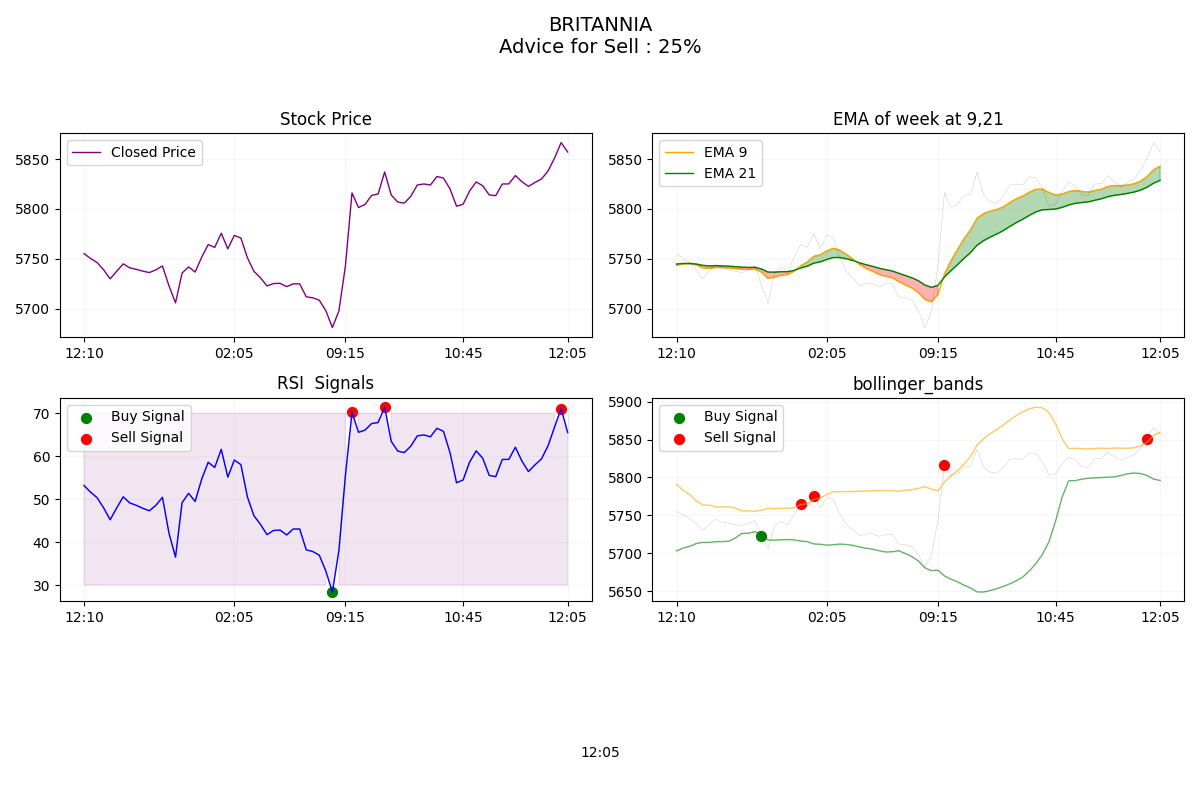 BRITANNIA
Advice for Sell : 25%
Stock Price
Closed Price
5850
5800
5750
5700
12:10 02:05 09:15 10:45 12:05
EMA of week at 9,21
EMA 9
EMA 21
5850
5800
5750
5700
12:10 02:05 09:15 10:45 12:05
RSI  Signals
Buy Signal
Sell Signal
70
60
50
40
30
12:10 02:05 09:15 10:45 12:05
bollinger_bands
Buy Signal
Sell Signal
5900
5850
5800
5750
5700
5650
12:10 02:05 09:15 10:45 12:05
12:05